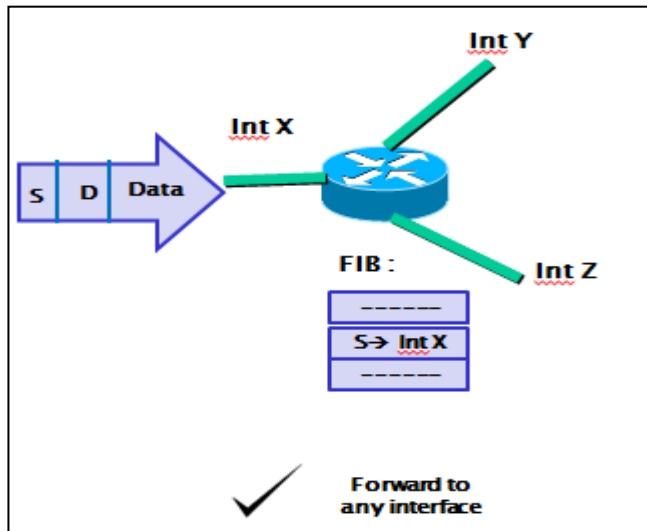 Int Y
Int X
S D Data
FIB :
Int Z
------
S→ Int X
------
Forward to
any interface